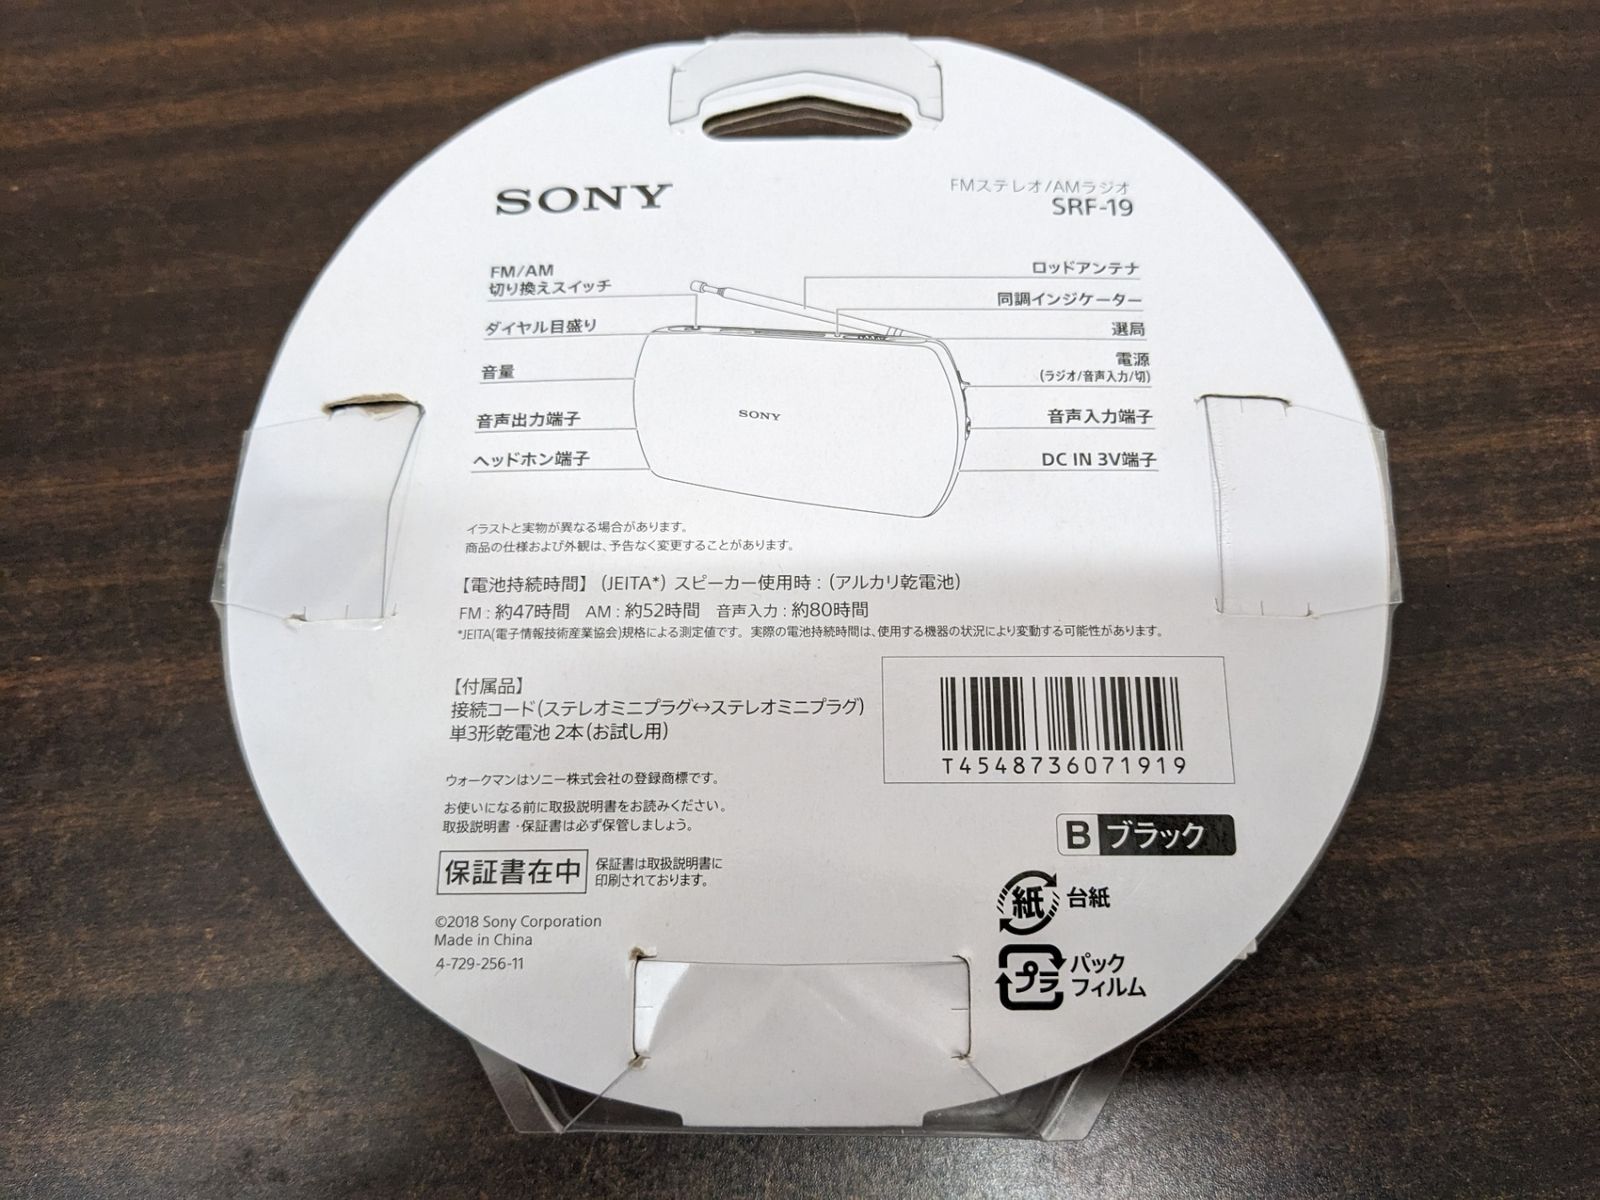 SONY
FMステレオ/AMラジオ
SRF-19
FM/AM
切り換えスイッチ
ダイヤル目盛り
音量
音声出力端子
ヘッドホン端子
ロッドアンテナ
同調インジケーター
選局
電源
(ラジオ/音声入力/切)
音声入力端子
DC IN 3V端子
SONY
イラストと実物が異なる場合があります。
商品の仕様および外観は、予告なく変更することがあります。
【電池持続時間】(JEITA*) スピーカー使用時：(アルカリ乾電池)
FM：約47時間 AM：約52時間 音声入力：約80時間
*JEITA(電子情報技術産業協会)規格による測定値です。実際の電池持続時間は、使用する機器の状況により変動する可能性があります。
【付属品】
接続コード(ステレオミニプラグ↔ステレオミニプラグ)
単3形乾電池 2本(お試し用)
T4548736071919
ウォークマンはソニー株式会社の登録商標です。
お使いになる前に取扱説明書をお読みください。
取扱説明書・保証書は必ず保管しましょう。
B ブラック
保証書在中
保証書は取扱説明書に
印刷されております。
紙 台紙
©2018 Sony Corporation
Made in China
4-729-256-11
プラ パック
フィルム